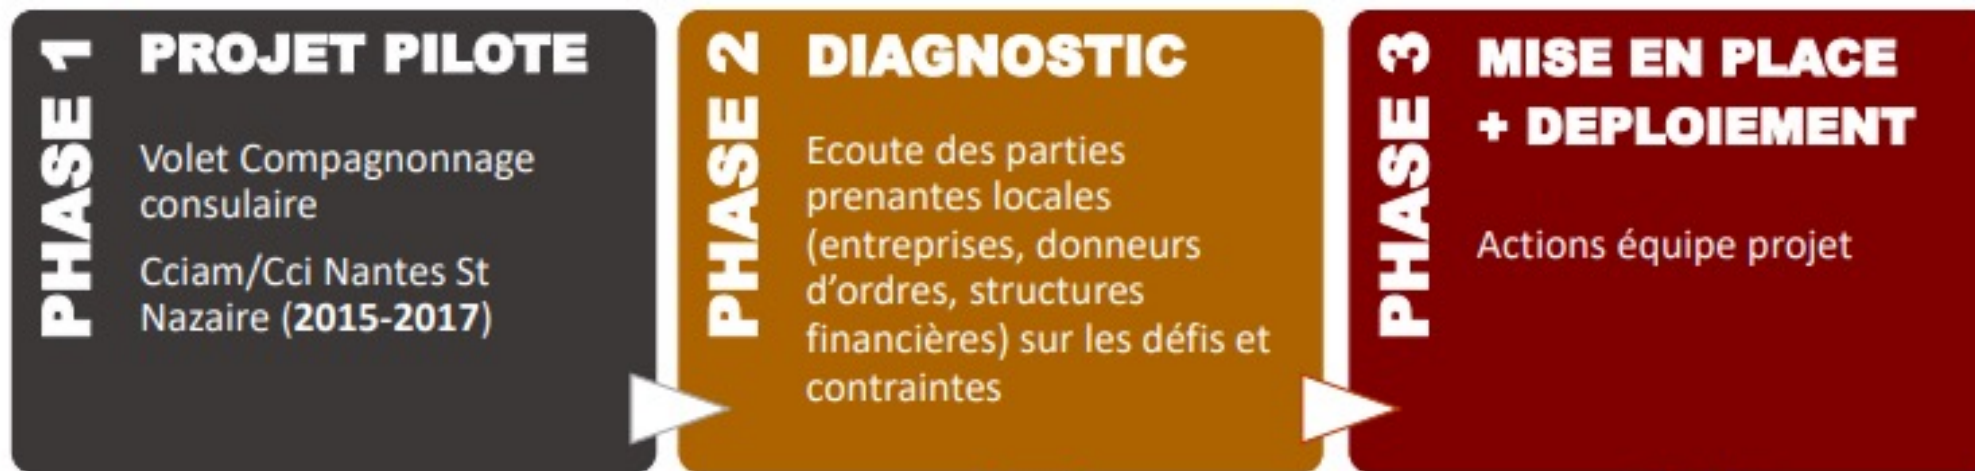 PHASE 1
PROJET PILOTE
Volet Compagnonnage
consulaire
Cciam/Cci Nantes St
Nazaire (2015-2017)
PHASE 2
DIAGNOSTIC
Ecoute des parties
prenantes locales
(entreprises, donneurs
d’ordres, structures
financières) sur les défis et
contraintes
PHASE 3
MISE EN PLACE
+ DEPLOIEMENT
Actions équipe projet